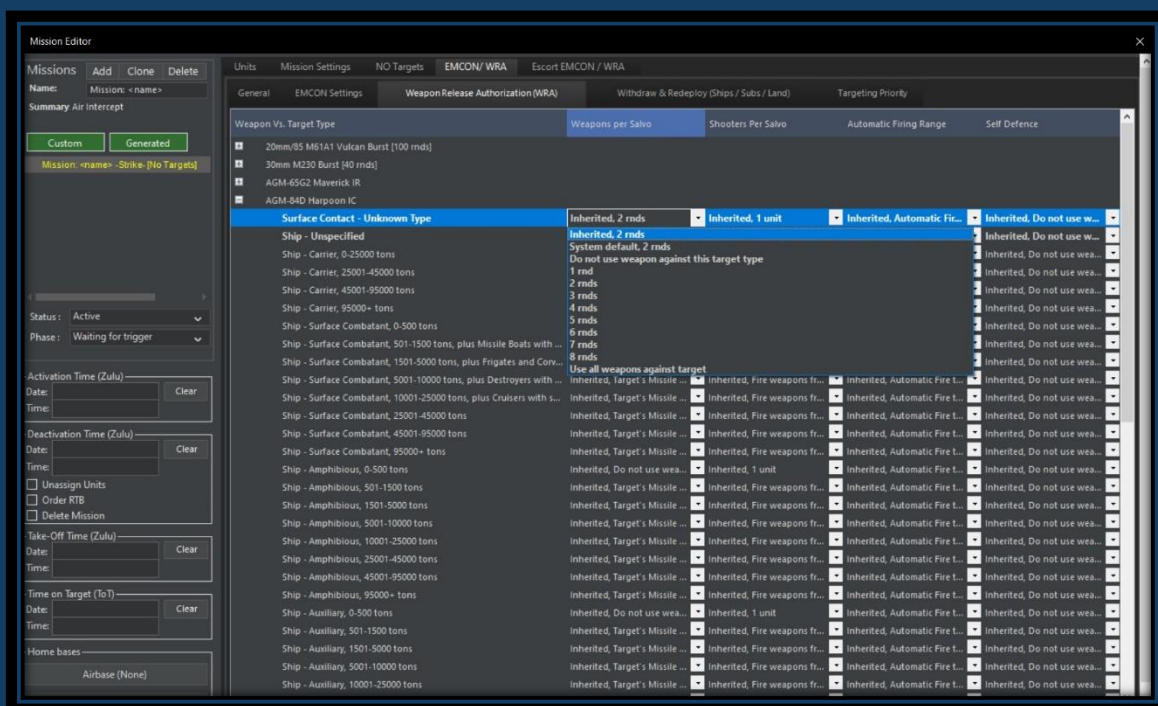 Mission Editor
Missions Add Clone Delete
Name: Mission: <name>
Summary Air Intercept
Custom Generated
Mission: <name> -Strike- [No Targets]
Status: Active
Phase: Waiting for trigger
Activation Time (Zulu)
Date: Clear
Time:
Deactivation Time (Zulu)
Date: Clear
Time:
Unassign Units
Order RTB
Delete Mission
Take-Off Time (Zulu)
Date: Clear
Time:
Time on Target (ToT)
Date: Clear
Time:
Home bases
Airbase (None)
Units Mission Settings NO Targets EMCON/ WRA Escort EMCON / WRA
General EMCON Settings Weapon Release Authorization (WRA) Withdraw & Redeploy (Ships / Subs / Land) Targeting Priority
Weapon Vs. Target Type Weapons per Salvo Shooters Per Salvo Automatic Firing Range Self Defence
20mm/85 M61A1 Vulcan Burst [100 rnds]
30mm M230 Burst [40 rnds]
AGM-65G2 Maverick IR
AGM-84D Harpoon IC
Surface Contact - Unknown Type Inherited, 2 rnds Inherited, 1 unit Inherited, Automatic Fir... Inherited, Do not use w...
Ship - Unspecified Inherited, Do not use w...
Ship - Carrier, 0-25000 tons Inherited, Do not use wea...
Ship - Carrier, 25001-45000 tons Inherited, Do not use wea...
Ship - Carrier, 45001-95000 tons Inherited, Do not use wea...
Ship - Carrier, 95000+ tons Inherited, Do not use wea...
Ship - Surface Combatant, 0-500 tons Inherited, Do not use wea...
Ship - Surface Combatant, 501-1500 tons, plus Missile Boats with ... Inherited, Do not use wea...
Ship - Surface Combatant, 1501-5000 tons, plus Frigates and Corv... Inherited, Do not use wea...
Inherited, 2 rnds
System default, 2 rnds
Do not use weapon against this target type
1 rnd
2 rnds
3 rnds
4 rnds
5 rnds
6 rnds
7 rnds
8 rnds
Use all weapons against target
Ship - Surface Combatant, 5001-10000 tons, plus Destroyers with ... Inherited, Target's Missile ... Inherited, Fire weapons fr... Inherited, Automatic Fire t... Inherited, Do not use wea...
Ship - Surface Combatant, 10001-25000 tons, plus Cruisers with s... Inherited, Target's Missile ... Inherited, Fire weapons fr... Inherited, Automatic Fire t... Inherited, Do not use wea...
Ship - Surface Combatant, 25001-45000 tons Inherited, Target's Missile ... Inherited, Fire weapons fr... Inherited, Automatic Fire t... Inherited, Do not use wea...
Ship - Surface Combatant, 45001-95000 tons Inherited, Target's Missile ... Inherited, Fire weapons fr... Inherited, Automatic Fire t... Inherited, Do not use wea...
Ship - Surface Combatant, 95000+ tons Inherited, Target's Missile ... Inherited, Fire weapons fr... Inherited, Automatic Fire t... Inherited, Do not use wea...
Ship - Amphibious, 0-500 tons Inherited, Do not use wea... Inherited, 1 unit Inherited, Automatic Fire t... Inherited, Do not use wea...
Ship - Amphibious, 501-1500 tons Inherited, Target's Missile ... Inherited, Fire weapons fr... Inherited, Automatic Fire t... Inherited, Do not use wea...
Ship - Amphibious, 1501-5000 tons Inherited, Target's Missile ... Inherited, Fire weapons fr... Inherited, Automatic Fire t... Inherited, Do not use wea...
Ship - Amphibious, 5001-10000 tons Inherited, Target's Missile ... Inherited, Fire weapons fr... Inherited, Automatic Fire t... Inherited, Do not use wea...
Ship - Amphibious, 10001-25000 tons Inherited, Target's Missile ... Inherited, Fire weapons fr... Inherited, Automatic Fire t... Inherited, Do not use wea...
Ship - Amphibious, 25001-45000 tons Inherited, Target's Missile ... Inherited, Fire weapons fr... Inherited, Automatic Fire t... Inherited, Do not use wea...
Ship - Amphibious, 45001-95000 tons Inherited, Target's Missile ... Inherited, Fire weapons fr... Inherited, Automatic Fire t... Inherited, Do not use wea...
Ship - Amphibious, 95000+ tons Inherited, Target's Missile ... Inherited, Fire weapons fr... Inherited, Automatic Fire t... Inherited, Do not use wea...
Ship - Auxiliary, 0-500 tons Inherited, Do not use wea... Inherited, 1 unit Inherited, Automatic Fire t... Inherited, Do not use wea...
Ship - Auxiliary, 501-1500 tons Inherited, Target's Missile ... Inherited, Fire weapons fr... Inherited, Automatic Fire t... Inherited, Do not use wea...
Ship - Auxiliary, 1501-5000 tons Inherited, Target's Missile ... Inherited, Fire weapons fr... Inherited, Automatic Fire t... Inherited, Do not use wea...
Ship - Auxiliary, 5001-10000 tons Inherited, Target's Missile ... Inherited, Fire weapons fr... Inherited, Automatic Fire t... Inherited, Do not use wea...
Ship - Auxiliary, 10001-25000 tons Inherited, Target's Missile ... Inherited, Fire weapons fr... Inherited, Automatic Fire t... Inherited, Do not use wea...